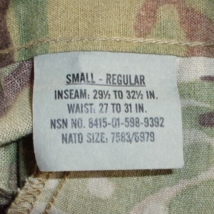 SMALL - REGULAR
INSEAM: 29½ TO 32½ IN.
WAIST: 27 TO 31 IN.
NSN NO. 8415-01-598-9392
NATO SIZE: 7583/6979